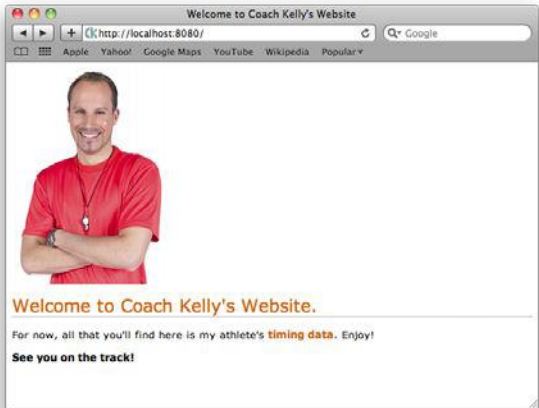 Welcome to Coach Kelly's Website
http://localhost:8080/
Google
Apple Yahoo! Google Maps YouTube Wikipedia Popular
Welcome to Coach Kelly's Website.
For now, all that you'll find here is my athlete's timing data. Enjoy!
See you on the track!